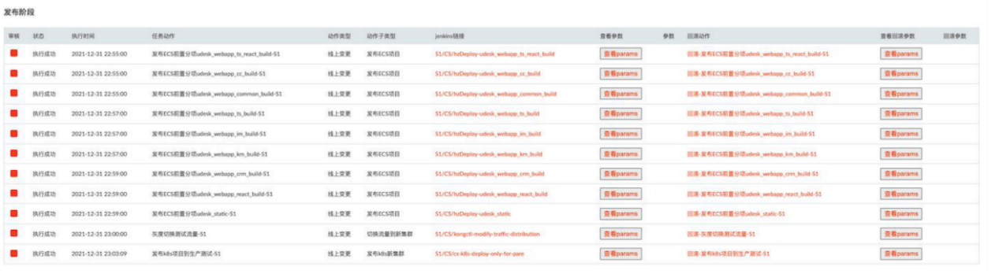 发布阶段
审核 状态 执行时间 任务动作 动作类型 动作子类型 jenkins链接 查看参数 参数 回滚动作 查看回滚参数 回滚参数
执行成功 2021-12-31 22:55:00 发布ECS前置分项udesk_webapp_ts_react_build-S1 线上变更 发布ECS项目 S1/CS/hzDeploy-udesk_webapp_ts_react_build 查看params 回滚-发布ECS前置分项udesk_webapp_ts_react_build-S1 查看params
执行成功 2021-12-31 22:55:00 发布ECS前置分项udesk_webapp_cc_build-S1 线上变更 发布ECS项目 S1/CS/hzDeploy-udesk_webapp_cc_build 查看params 回滚-发布ECS前置分项udesk_webapp_cc_build-S1 查看params
执行成功 2021-12-31 22:55:00 发布ECS前置分项udesk_webapp_common_build-S1 线上变更 发布ECS项目 S1/CS/hzDeploy-udesk_webapp_common_build 查看params 回滚-发布ECS前置分项udesk_webapp_common_build-S1 查看params
执行成功 2021-12-31 22:57:00 发布ECS前置分项udesk_webapp_ts_build-S1 线上变更 发布ECS项目 S1/CS/hzDeploy-udesk_webapp_ts_build 查看params 回滚-发布ECS前置分项udesk_webapp_ts_build-S1 查看params
执行成功 2021-12-31 22:57:00 发布ECS前置分项udesk_webapp_im_build-S1 线上变更 发布ECS项目 S1/CS/hzDeploy-udesk_webapp_im_build 查看params 回滚-发布ECS前置分项udesk_webapp_im_build-S1 查看params
执行成功 2021-12-31 22:57:00 发布ECS前置分项udesk_webapp_km_build-S1 线上变更 发布ECS项目 S1/CS/hzDeploy-udesk_webapp_km_build 查看params 回滚-发布ECS前置分项udesk_webapp_km_build-S1 查看params
执行成功 2021-12-31 22:59:00 发布ECS前置分项udesk_webapp_crm_build-S1 线上变更 发布ECS项目 S1/CS/hzDeploy-udesk_webapp_crm_build 查看params 回滚-发布ECS前置分项udesk_webapp_crm_build-S1 查看params
执行成功 2021-12-31 22:59:00 发布ECS前置分项udesk_webapp_react_build-S1 线上变更 发布ECS项目 S1/CS/hzDeploy-udesk_webapp_react_build 查看params 回滚-发布ECS前置分项udesk_webapp_react_build-S1 查看params
执行成功 2021-12-31 22:59:00 发布ECS前置分项udesk_static-S1 线上变更 发布ECS项目 S1/CS/hzDeploy-udesk_static 查看params 回滚-发布ECS前置分项udesk_static-S1 查看params
执行成功 2021-12-31 23:00:00 灰度切换测试流量-S1 线上变更 切换流量到新集群 S1/CS/kongctl-modify-traffic-distribution 查看params 回滚-灰度切换测试流量-S1 查看params
执行成功 2021-12-31 23:03:09 发布k8s项目到生产测试-S1 线上变更 发布k8s新集群 S1/CS/cs-k8s-deploy-only-for-pare 查看params 回滚-发布k8s项目到生产测试-S1 查看params